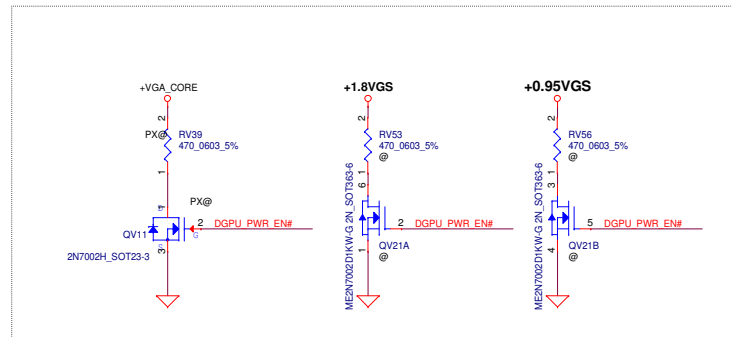 +VGA_CORE
2
PX@
RV39
470_0603_5%
1
1
D
PX@
2
G
DGPU_PWR_EN#
QV11
S
3
2N7002H_SOT23-3
+1.8VGS
2
RV53
470_0603_5%
@
1
6
2
DGPU_PWR_EN#
QV21A
@
1
ME2N7002D1KW-G 2N_SOT363-6
+0.95VGS
2
RV56
470_0603_5%
@
1
3
5
DGPU_PWR_EN#
QV21B
@
4
ME2N7002D1KW-G 2N_SOT363-6